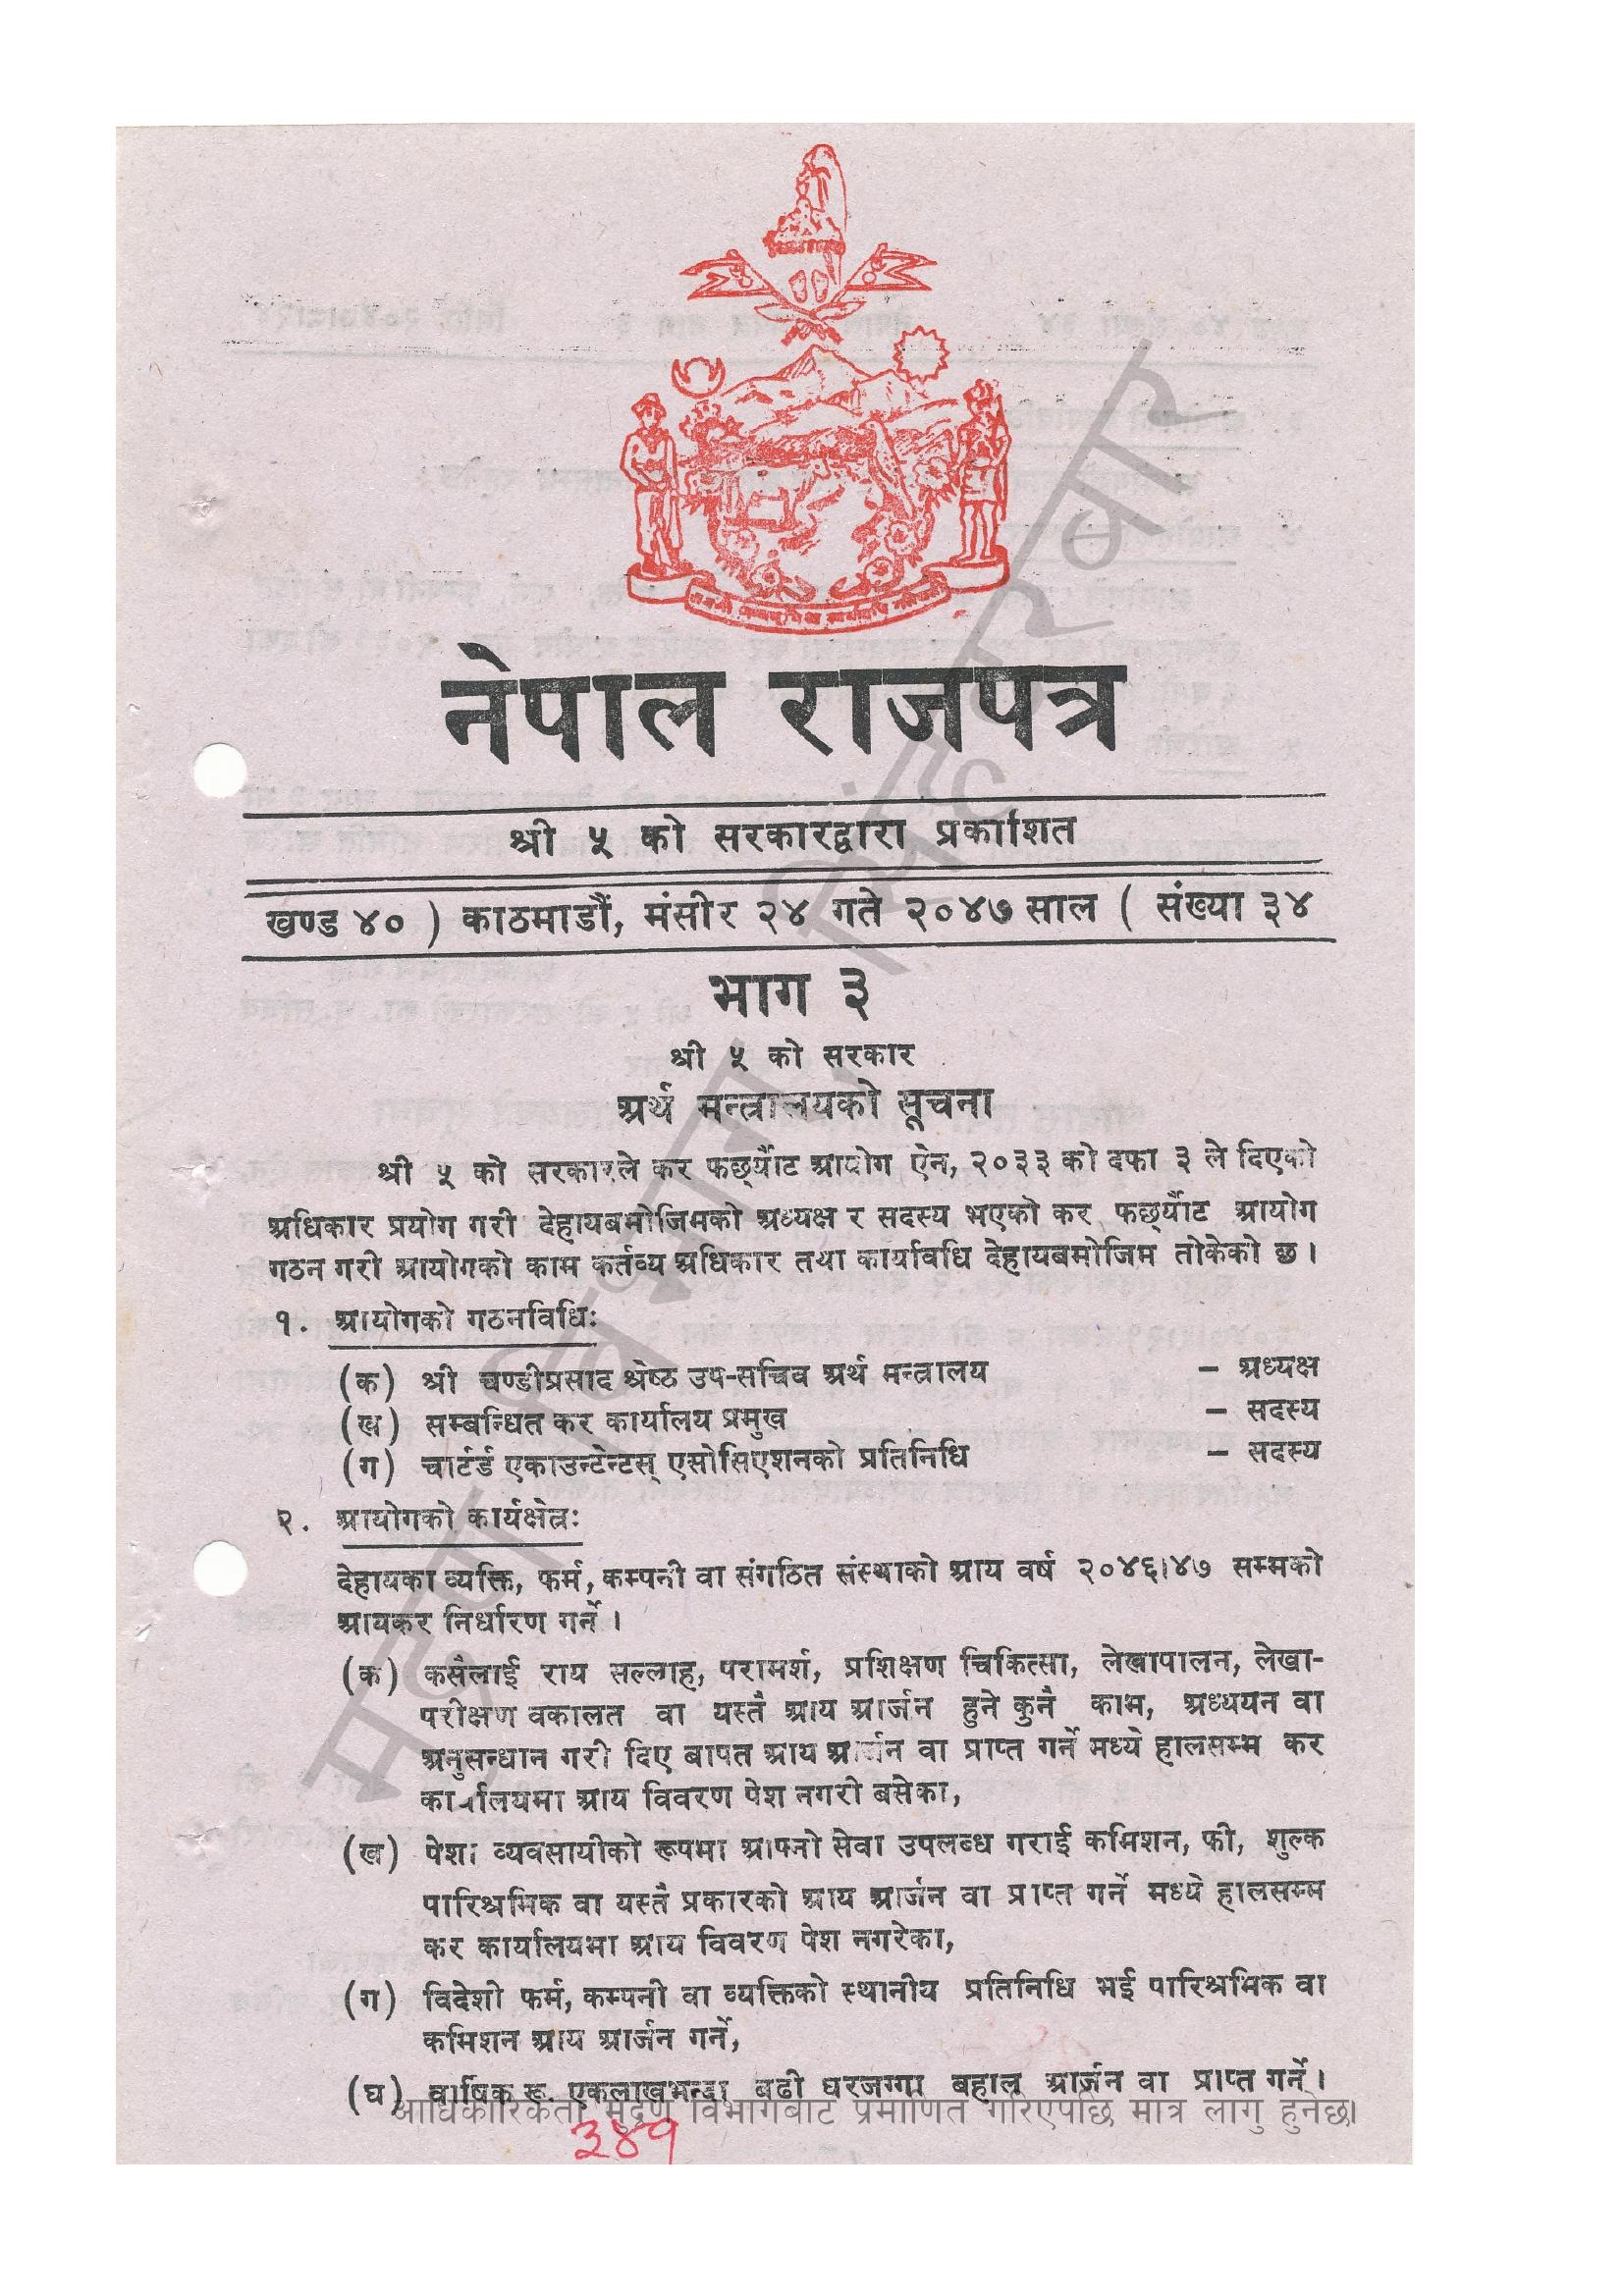 नेपाल राजपत्र
श्री ५ को सरकारद्वारा प्रकाशित
खण्ड ४० ) काठमाडौं, मंसीर २४ गते २०४७ साल ( संख्या ३४
भाग ३
श्री ५ को सरकार
अर्थ मन्त्रालयको सूचना
श्री ५ को सरकारले कर फर्छ्यौट आयोग ऐन, २०३३ को दफा ३ ले दिएको
अधिकार प्रयोग गरी देहायबमोजिमको अध्यक्ष र सदस्य भएको कर फर्छ्यौट आयोग
गठन गरी आयोगको काम कर्तव्य अधिकार तथा कार्यावधि देहायबमोजिम तोकेको छ ।
१. आयोगको गठनविधिः
(क) श्री चण्डीप्रसाद श्रेष्ठ उप-सचिव अर्थ मन्त्रालय – अध्यक्ष
(ख) सम्बन्धित कर कार्यालय प्रमुख – सदस्य
(ग) चार्टर्ड एकाउन्टेन्टस् एसोसिएशनको प्रतिनिधि – सदस्य
२. आयोगको कार्यक्षेत्रः
देहायका व्यक्ति, फर्म, कम्पनी वा संगठित संस्थाको आय वर्ष २०४६।४७ सम्मको
आयकर निर्धारण गर्ने ।
(क) कसैलाई राय सल्लाह, परामर्श, प्रशिक्षण चिकित्सा, लेखापालन, लेखा-
परीक्षण वकालत वा यस्तै आय आर्जन हुने कुनै काम, अध्ययन वा
अनुसन्धान गरी दिए बापत आय आर्जन वा प्राप्त गर्ने मध्ये हालसम्म कर
कार्यालयमा आय विवरण पेश नगरी बसेका,
(ख) पेशा व्यवसायीको रूपमा आफ्नो सेवा उपलब्ध गराई कमिशन, फी, शुल्क
पारिश्रमिक वा यस्तै प्रकारको आय आर्जन वा प्राप्त गर्ने मध्ये हालसम्म
कर कार्यालयमा आय विवरण पेश नगरेका,
(ग) विदेशी फर्म, कम्पनी वा व्यक्तिको स्थानीय प्रतिनिधि भई पारिश्रमिक वा
कमिशन आय आर्जन गर्ने,
(घ) वार्षिक रू. एकलाखभन्दा बढी घरजग्गा बहाल आर्जन वा प्राप्त गर्ने ।
आधिकारिकता मुद्रण विभागबाट प्रमाणित गरिएपछि मात्र लागु हुनेछ।
३४१
मुद्रण विभाग, सिंहदरबार